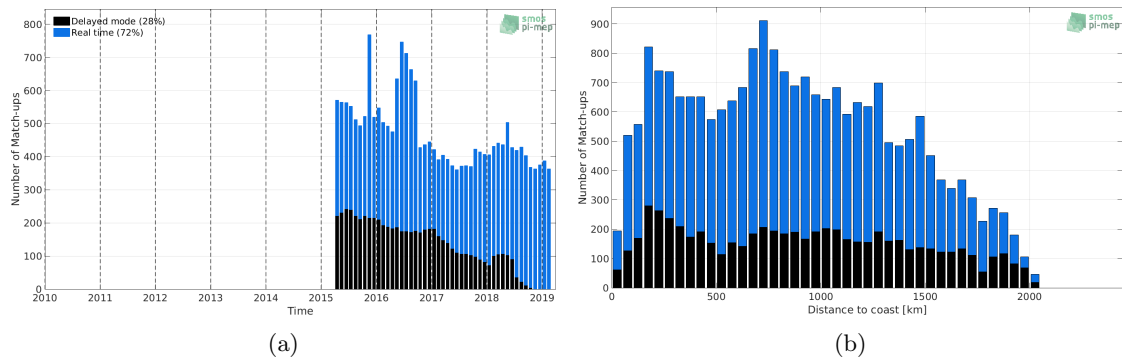 Delayed mode (28%)
Real time (72%)
smos
pi-mep
800
700
600
500
400
300
200
100
0
Number of Match-ups
2010 2011 2012 2013 2014 2015 2016 2017 2018 2019
Time
(a)
smos
pi-mep
900
800
700
600
500
400
300
200
100
0
Number of Match-ups
0 500 1000 1500 2000
Distance to coast [km]
(b)